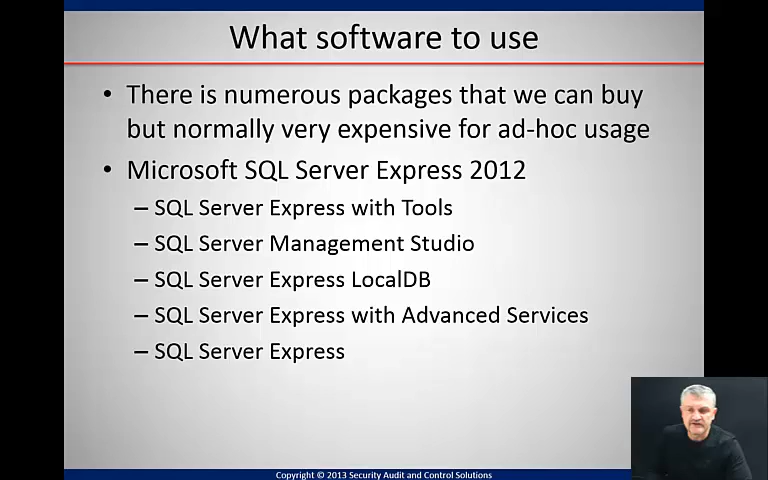 What software to use
• There is numerous packages that we can buy
but normally very expensive for ad-hoc usage
• Microsoft SQL Server Express 2012
– SQL Server Express with Tools
– SQL Server Management Studio
– SQL Server Express LocalDB
– SQL Server Express with Advanced Services
– SQL Server Express
Copyright © 2013 Security Audit and Control Solutions